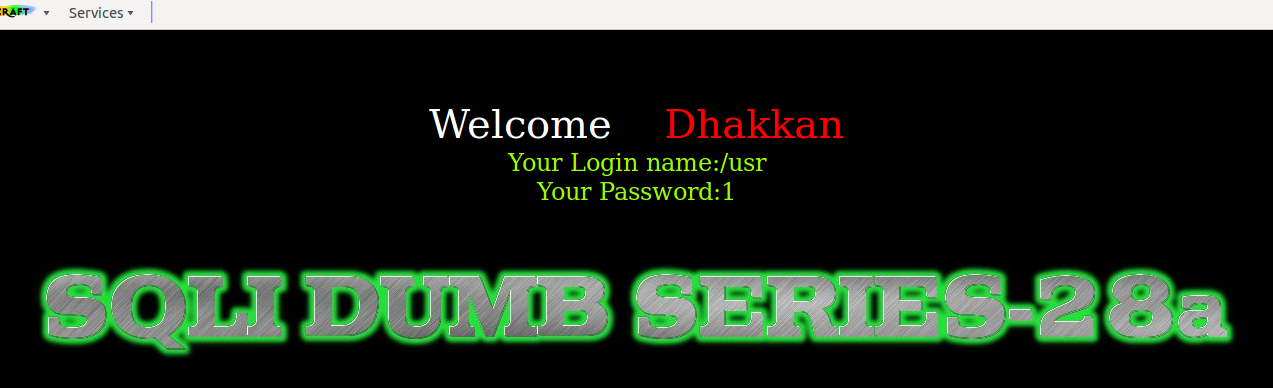 Services
Welcome Dhakkan
Your Login name:/usr
Your Password:1
SQLI DUMB SERIES-28a